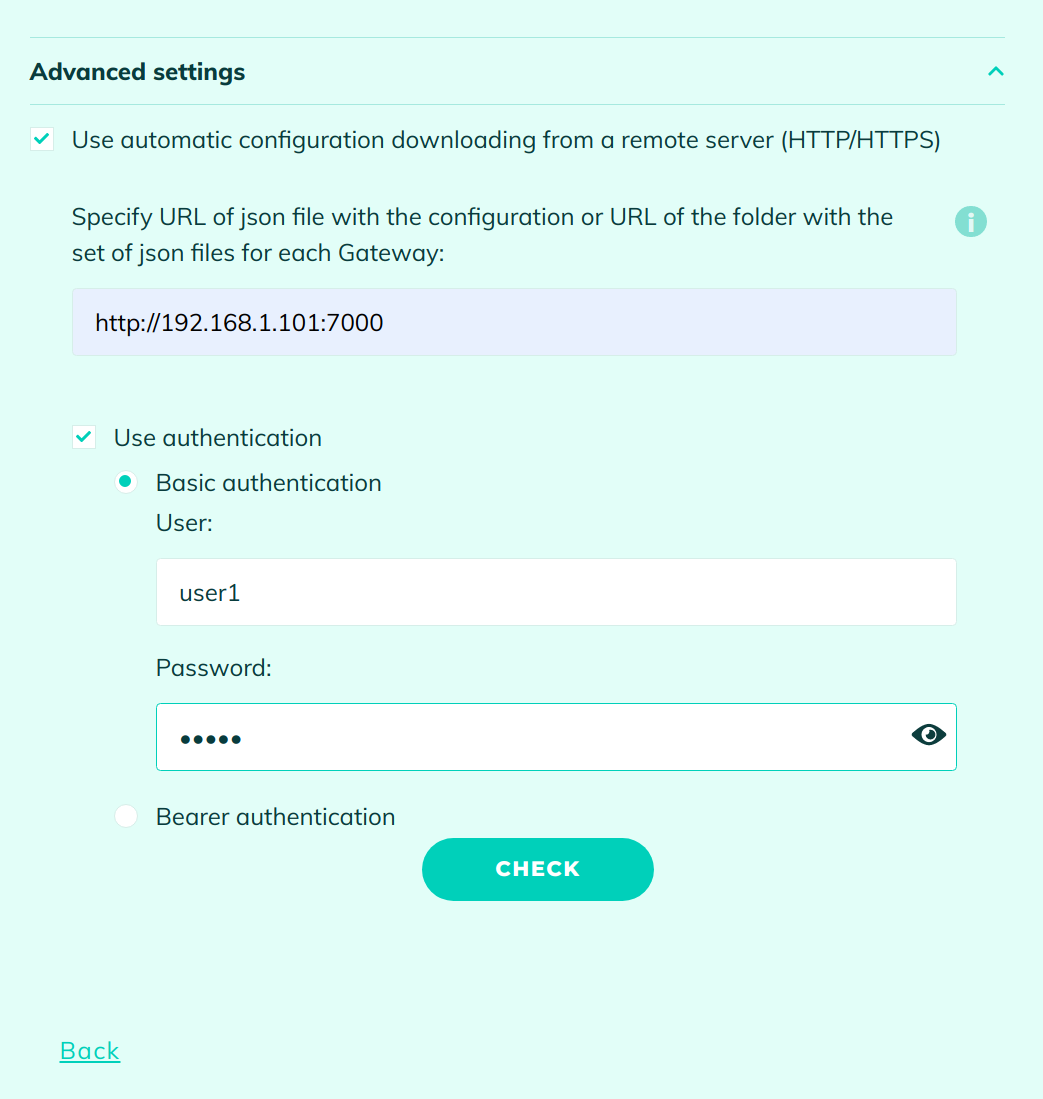 Advanced settings
Use automatic configuration downloading from a remote server (HTTP/HTTPS)
Specify URL of json file with the configuration or URL of the folder with the
set of json files for each Gateway:
http://192.168.1.101:7000
Use authentication
Basic authentication
User:
user1
Password:
•••••
Bearer authentication
CHECK
Back